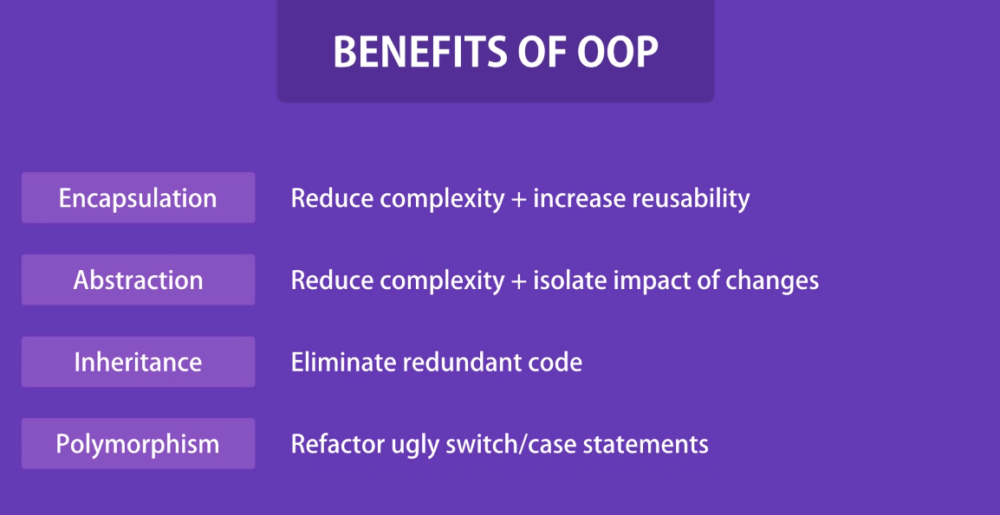 BENEFITS OF OOP
Encapsulation Reduce complexity + increase reusability
Abstraction Reduce complexity + isolate impact of changes
Inheritance Eliminate redundant code
Polymorphism Refactor ugly switch/case statements